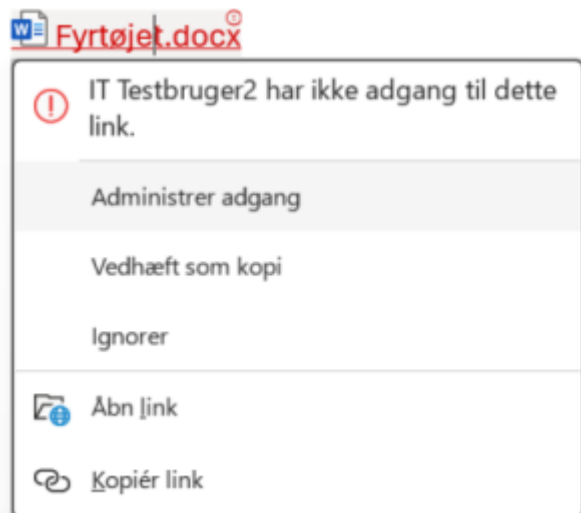 Fyrtøjet.docx
IT Testbruger2 har ikke adgang til dette
link.
Administrer adgang
Vedhæft som kopi
Ignorer
Åbn link
Kopiér link